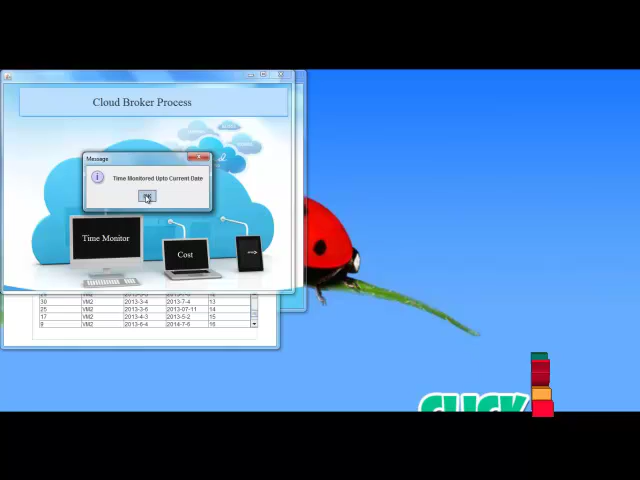 Cloud Broker Process
Message
Time Monitored Upto Current Date
Time Monitor
Cost
30 VM2 2013-3-4 2013-7-4 13
25 VM2 2013-3-6 2013-07-11 14
17 VM2 2013-4-3 2013-5-2 15
9 VM2 2013-6-4 2014-7-6 16
CLICK